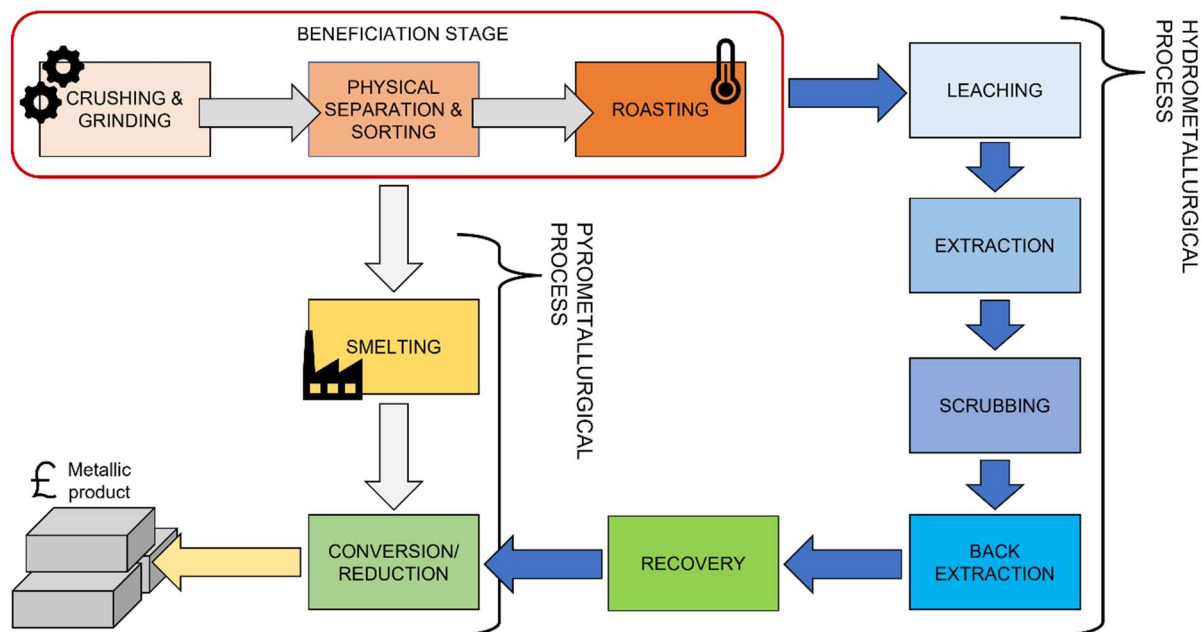 BENEFICIATION STAGE
CRUSHING &
GRINDING
PHYSICAL
SEPARATION &
SORTING
ROASTING
LEACHING
HYDROMETALLURGICAL
PROCESS
EXTRACTION
PYROMETALLURGICAL
PROCESS
SMELTING
SCRUBBING
£ Metallic
product
CONVERSION/
REDUCTION
RECOVERY
BACK
EXTRACTION